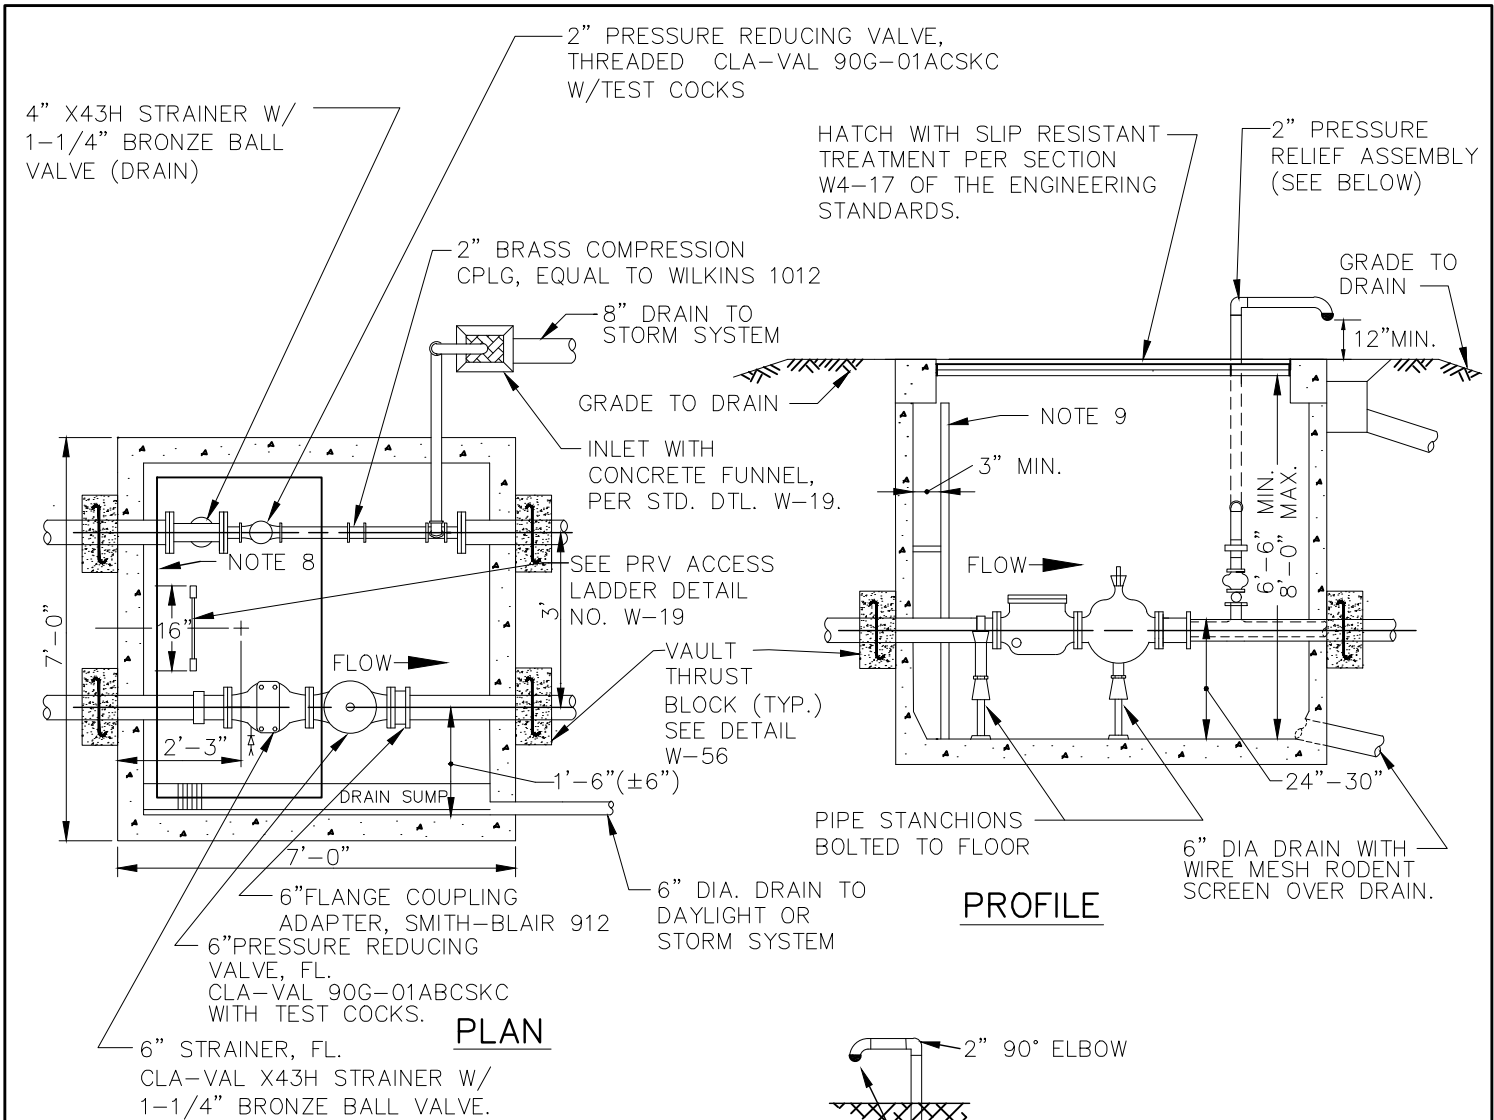 2” PRESSURE REDUCING VALVE,
THREADED CLA-VAL 90G-01ACSKC
W/TEST COCKS
4” X43H STRAINER W/
1-1/4” BRONZE BALL
VALVE (DRAIN)
HATCH WITH SLIP RESISTANT
TREATMENT PER SECTION
W4-17 OF THE ENGINEERING
STANDARDS.
2” PRESSURE
RELIEF ASSEMBLY
(SEE BELOW)
2” BRASS COMPRESSION
CPLG, EQUAL TO WILKINS 1012
8” DRAIN TO
STORM SYSTEM
GRADE TO
DRAIN
12”MIN.
GRADE TO DRAIN
INLET WITH
CONCRETE FUNNEL,
PER STD. DTL. W-19.
NOTE 9
3” MIN.
6’-6” MIN.
8’-0” MAX.
NOTE 8
SEE PRV ACCESS
LADDER DETAIL
NO. W-19
3’
FLOW
7’-0”
16”
FLOW
VAULT
THRUST
BLOCK (TYP.)
SEE DETAIL
W-56
2’-3”
1’-6”(±6”)
24”-30”
DRAIN SUMP
7’-0”
PIPE STANCHIONS
BOLTED TO FLOOR
6” DIA DRAIN WITH
WIRE MESH RODENT
SCREEN OVER DRAIN.
6”FLANGE COUPLING
ADAPTER, SMITH-BLAIR 912
6” DIA. DRAIN TO
DAYLIGHT OR
STORM SYSTEM
PROFILE
6”PRESSURE REDUCING
VALVE, FL.
CLA-VAL 90G-01ABCSKC
WITH TEST COCKS.
PLAN
6” STRAINER, FL.
CLA-VAL X43H STRAINER W/
1-1/4” BRONZE BALL VALVE.
2” 90° ELBOW